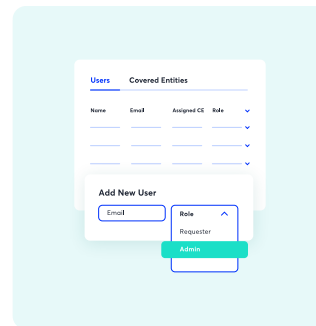 Users Covered Entities
Name Email Assigned CE Role
Add New User
Email
Role
Requester
Admin